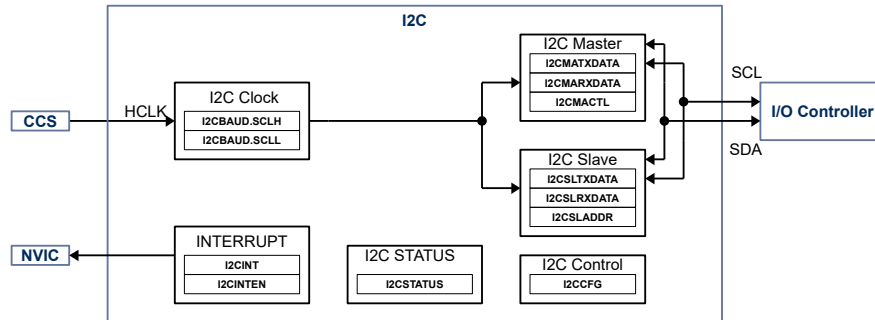 I2C
I2C Master
I2CMATXDATA
I2CMARXDATA
I2CMACTL
I2C Clock
I2CBAUD.SCLH
I2CBAUD.SCLL
HCLK
CCS
SCL
I/O Controller
SDA
I2C Slave
I2CSLTXDATA
I2CSLRXDATA
I2CSLADDR
NVIC
INTERRUPT
I2CINT
I2CINTEN
I2C STATUS
I2CSTATUS
I2C Control
I2CCFG